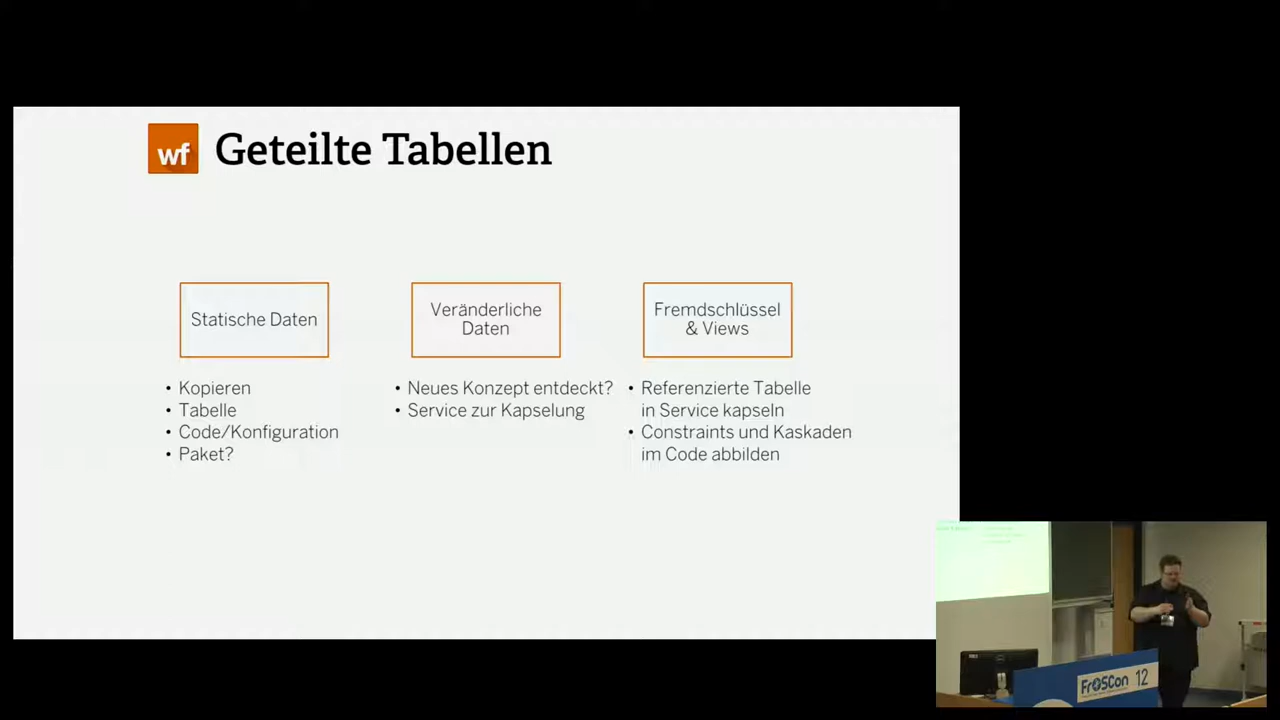 wf
Geteilte Tabellen
Statische Daten
Veränderliche
Daten
Fremdschlüssel
& Views
• Kopieren
• Tabelle
• Code/Konfiguration
• Paket?
• Neues Konzept entdeckt?
• Service zur Kapselung
• Referenzierte Tabelle
in Service kapseln
• Constraints und Kaskaden
im Code abbilden
FrOSCon 12